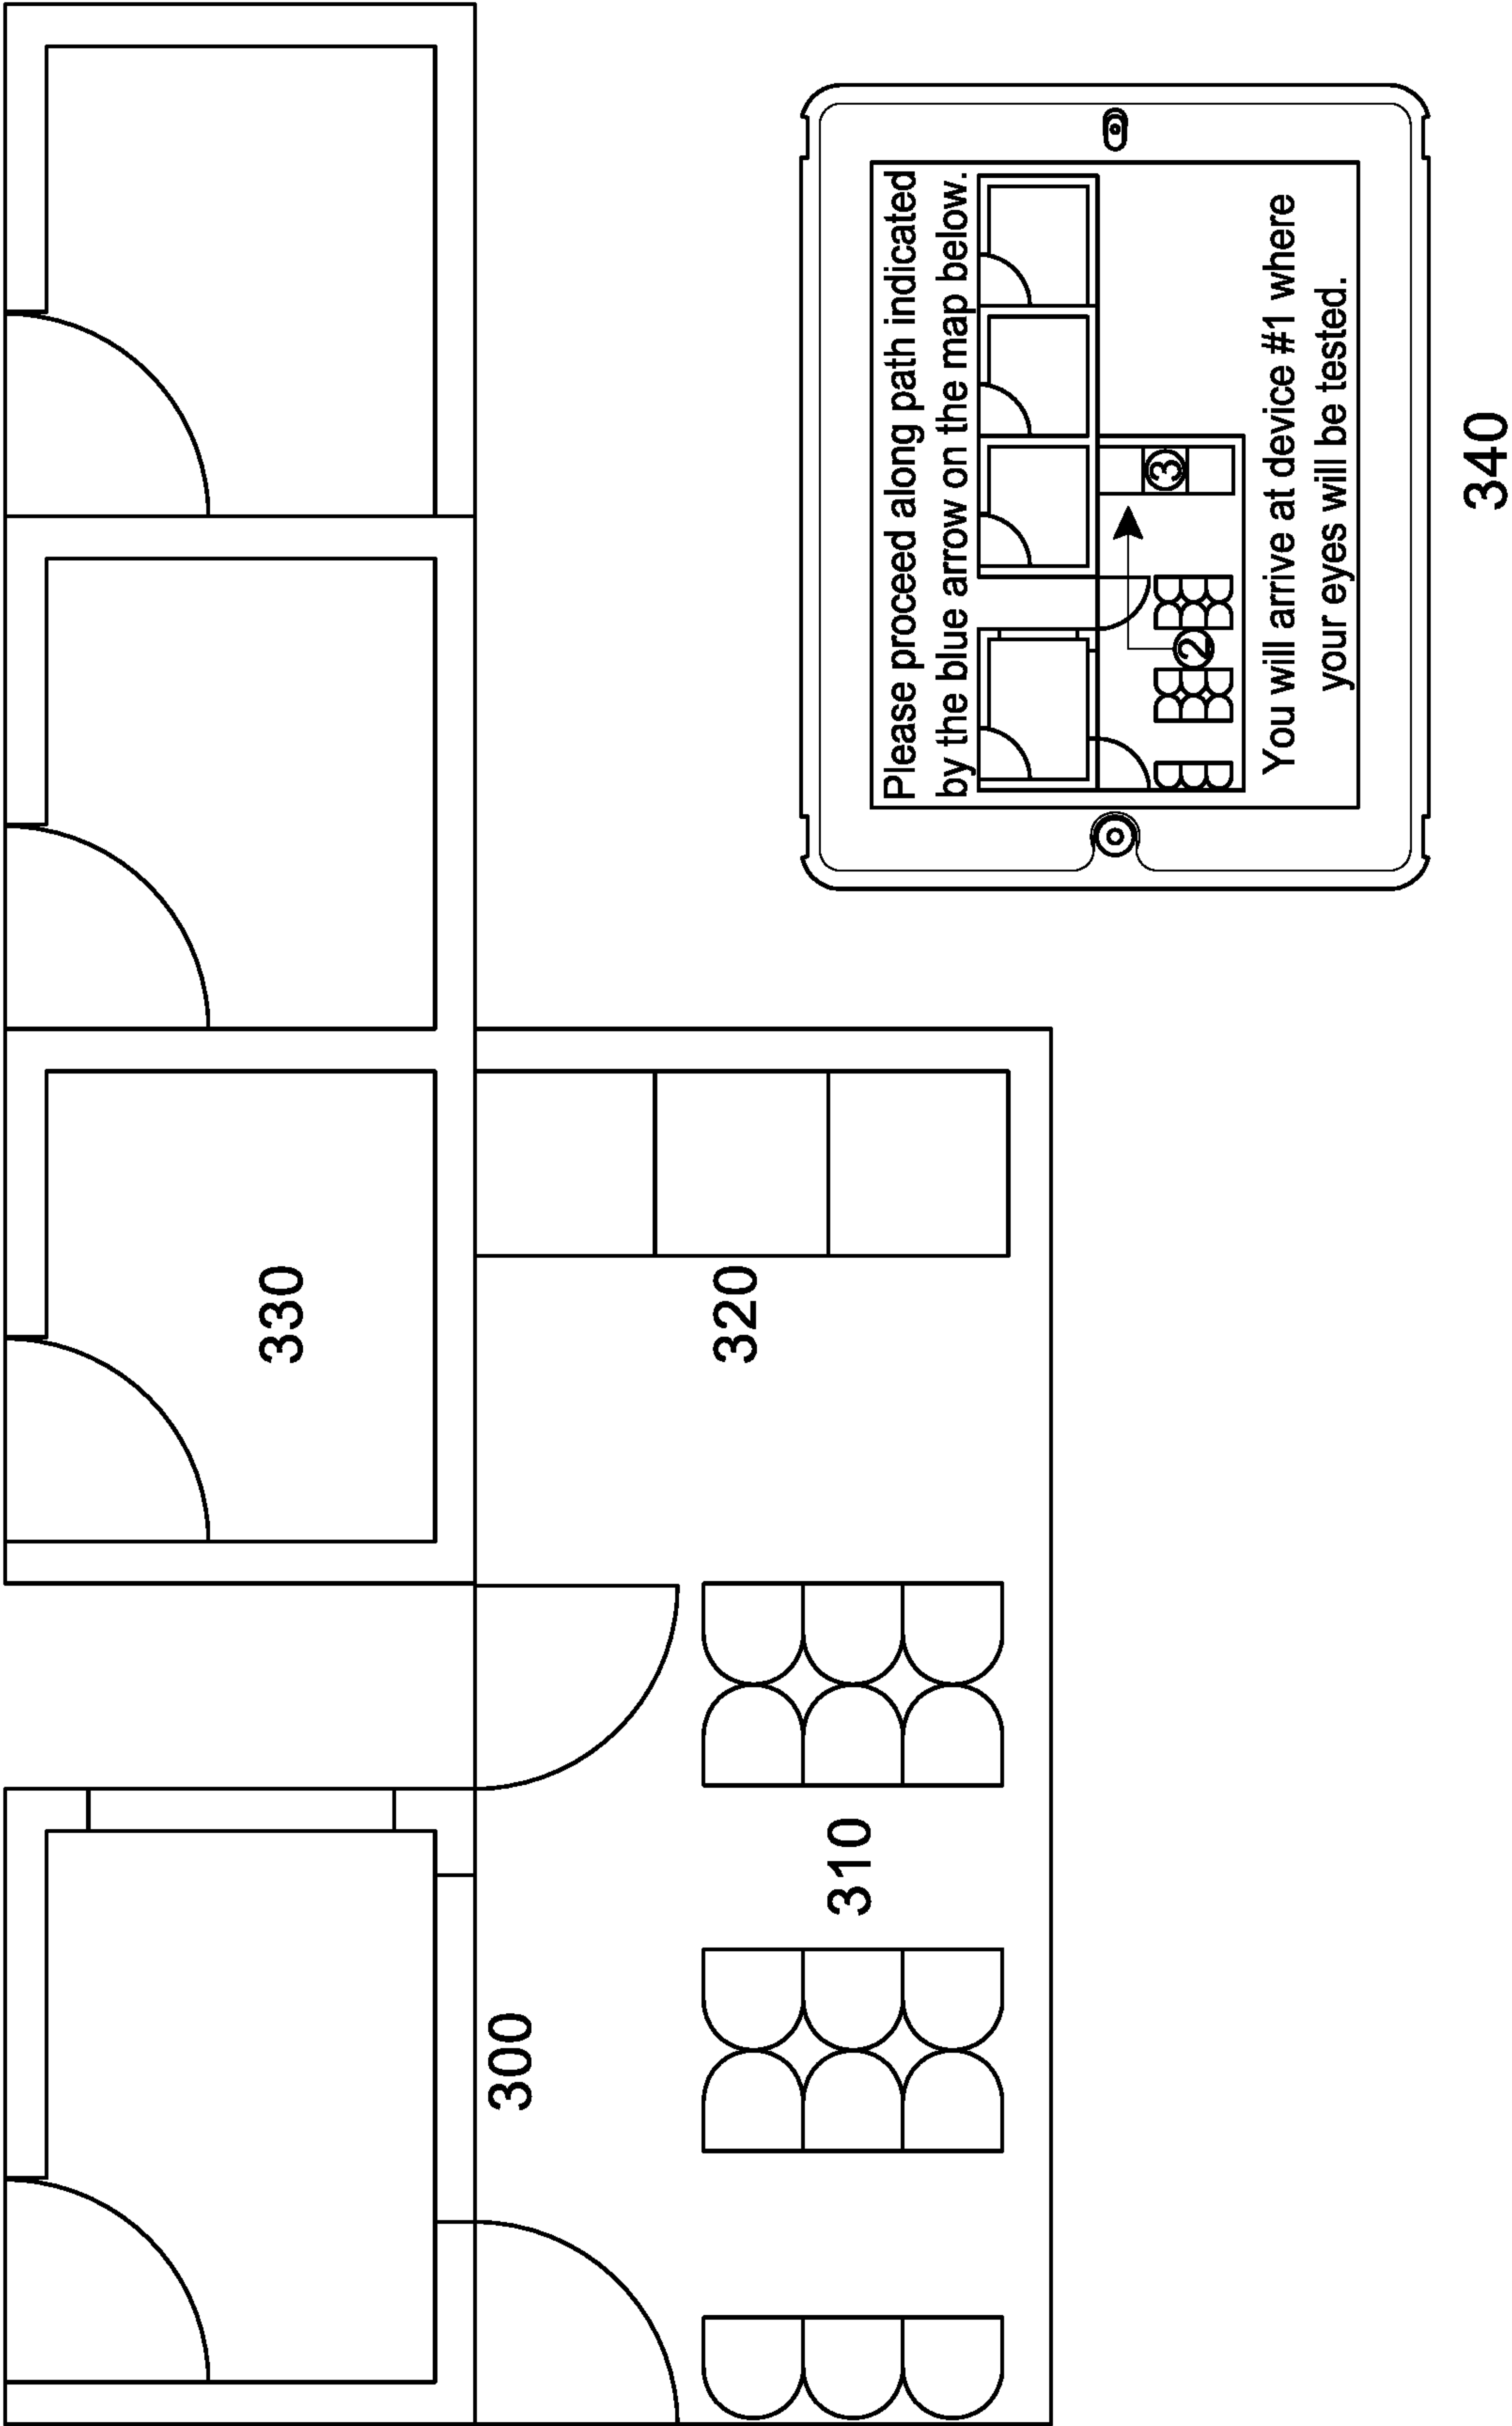 330
300
320
310
Please proceed along path indicated
by the blue arrow on the map below.
3
2
You will arrive at device #1 where
your eyes will be tested.
340